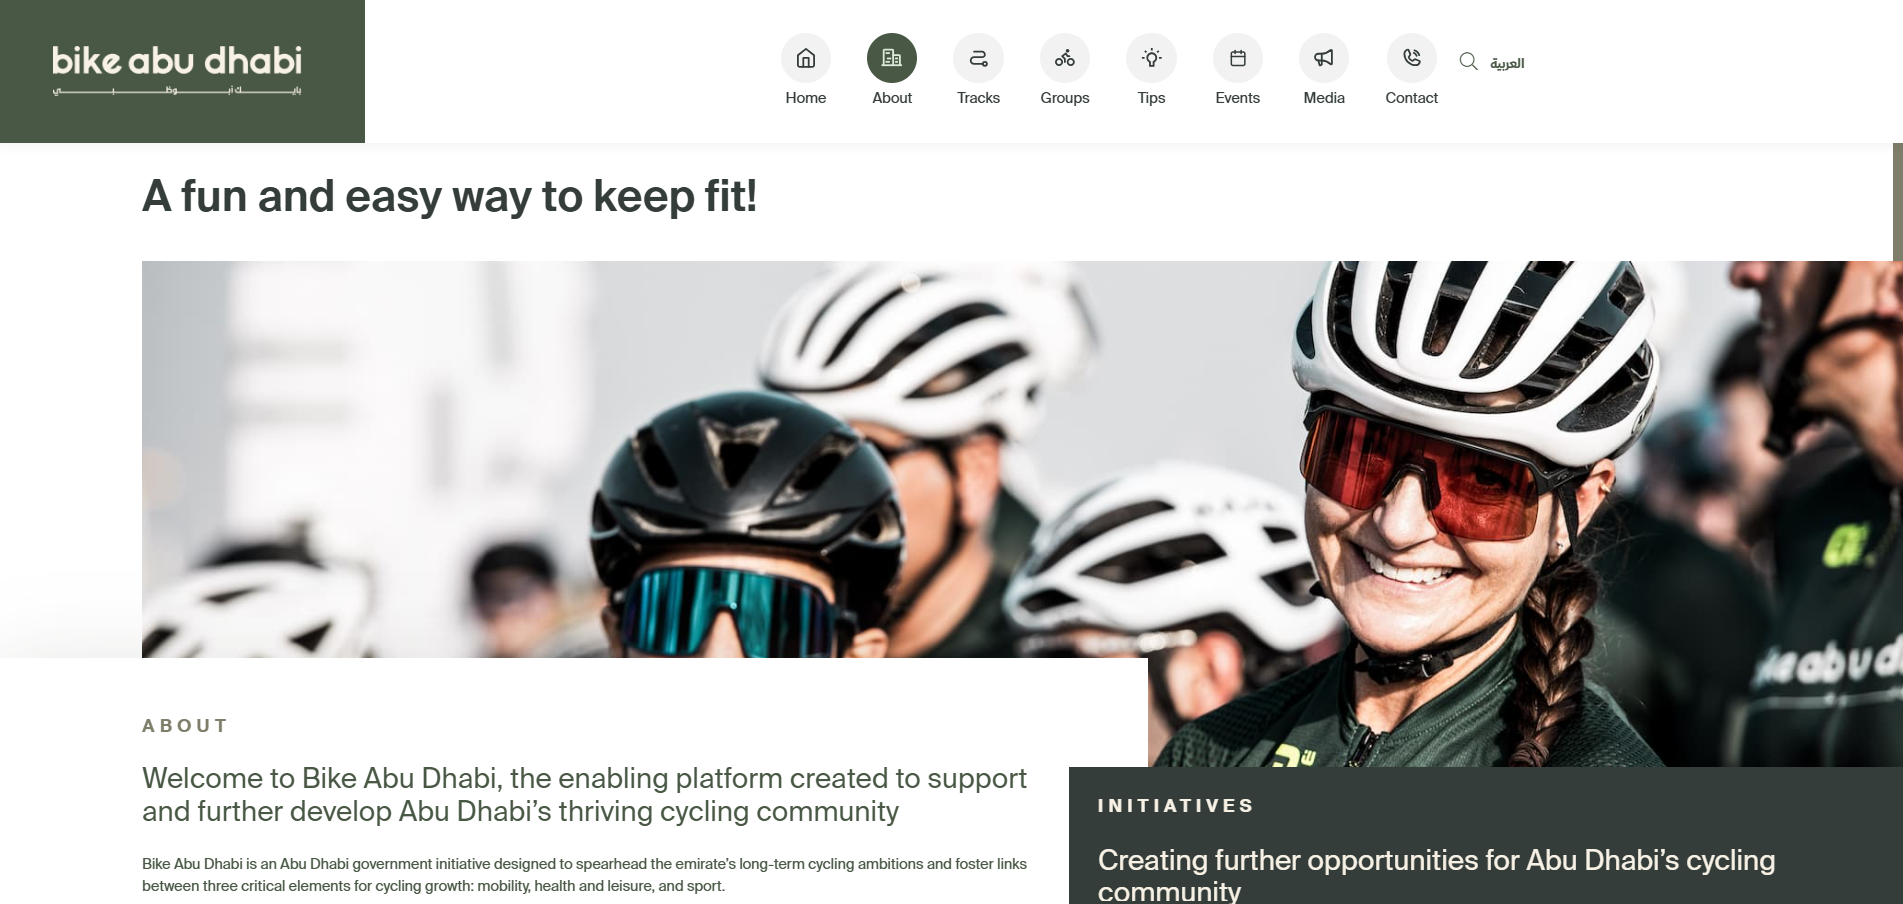 bike abu dhabi
بايـك أبـوظـبـي
Home
About
Tracks
Groups
Tips
Events
Media
Contact
العربية
A fun and easy way to keep fit!
ABOUT
Welcome to Bike Abu Dhabi, the enabling platform created to support
and further develop Abu Dhabi’s thriving cycling community
Bike Abu Dhabi is an Abu Dhabi government initiative designed to spearhead the emirate’s long-term cycling ambitions and foster links
between three critical elements for cycling growth: mobility, health and leisure, and sport.
INITIATIVES
Creating further opportunities for Abu Dhabi’s cycling
community